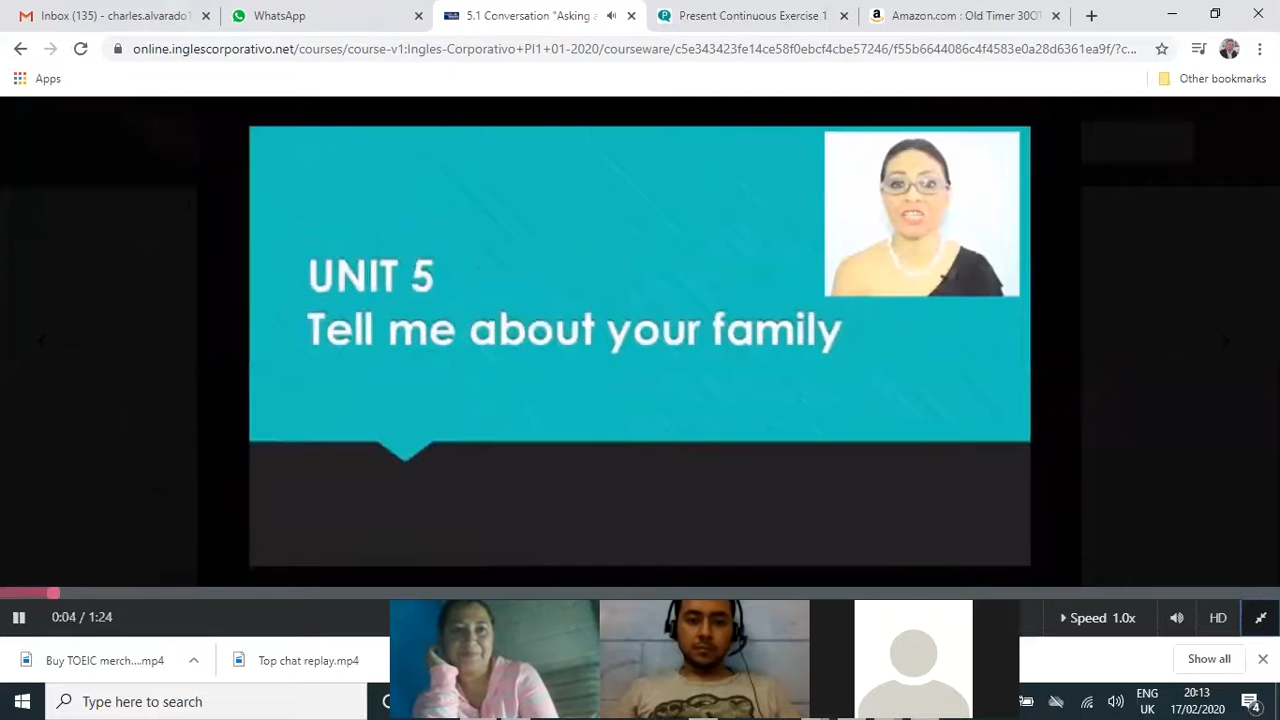 Inbox (135) - charles.alvarado
WhatsApp
5.1 Conversation "Asking a
Present Continuous Exercise 1
Amazon.com : Old Timer 30OT
online.inglescorporativo.net/courses/course-v1:Ingles-Corporativo+PI1+01-2020/courseware/c5e343423fe14ce58f0ebcf4cbe57246/f55b6644086c4f4583e0a28d6361ea9f/?c...
Apps
Other bookmarks
UNIT 5
Tell me about your family
0:04 / 1:24
Speed 1.0x
HD
Buy TOEIC merch....mp4
Top chat replay.mp4
Show all
Type here to search
ENG
UK
20:13
17/02/2020
4